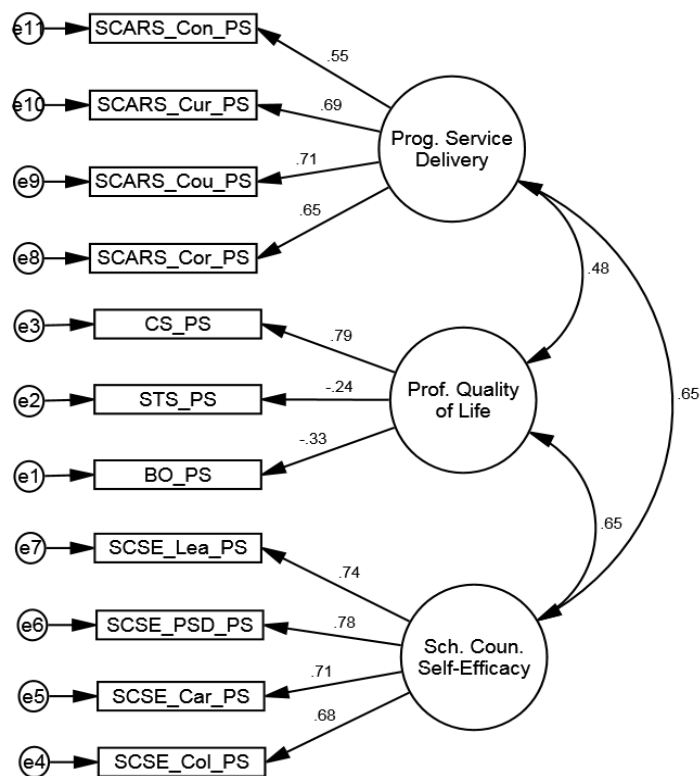 e11
SCARS_Con_PS
.55
e10
SCARS_Cur_PS
.69
Prog. Service
Delivery
e9
SCARS_Cou_PS
.71
e8
SCARS_Cor_PS
.65
.48
e3
CS_PS
.79
e2
STS_PS
-.24
Prof. Quality
of Life
.65
e1
BO_PS
-.33
.65
e7
SCSE_Lea_PS
.74
e6
SCSE_PSD_PS
.78
Sch. Coun.
Self-Efficacy
e5
SCSE_Car_PS
.71
e4
SCSE_Col_PS
.68